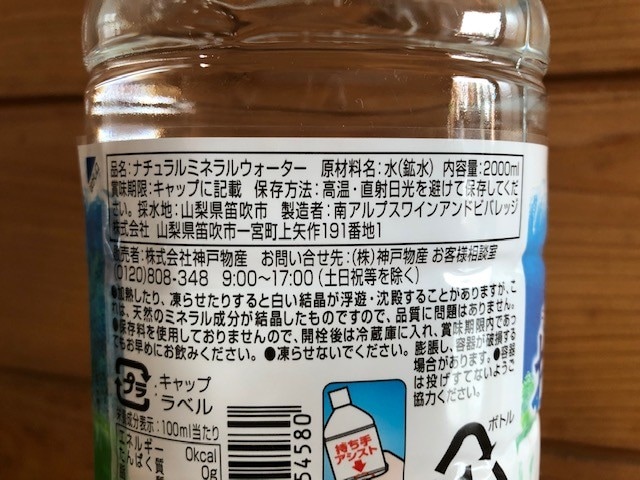 品名:ナチュラルミネラルウォーター 原材料名:水(鉱水) 内容量:2000ml
賞味期限:キャップに記載 保存方法:高温・直射日光を避けて保存してくだ
さい。採水地:山梨県笛吹市 製造者:南アルプスワインアンドビバレッジ
株式会社 山梨県笛吹市一宮町上矢作191番地1
販売者:株式会社神戸物産 お問い合せ先:(株)神戸物産 お客様相談室
(0120)808-348 9:00~17:00(土日祝等を除く)
●加熱したり、凍らせたりすると白い結晶が浮遊・沈殿することがありますが、こ
れは、天然のミネラル成分が結晶したものですので、品質に問題はありません。
●保存料を使用しておりませんので、開栓後は冷蔵庫に入れ、賞味期限内であっ
てもお早めにお飲みください。●凍らせないでください。
膨張し、容器が破損する
場合があります。●容器
は投げすてないようご
協力ください。
プラ
キャップ
ラベル
栄養成分表示:100ml当たり
エネルギー 0kcal
たんぱく質 0g
54580
持ち手
アシスト
ボトル